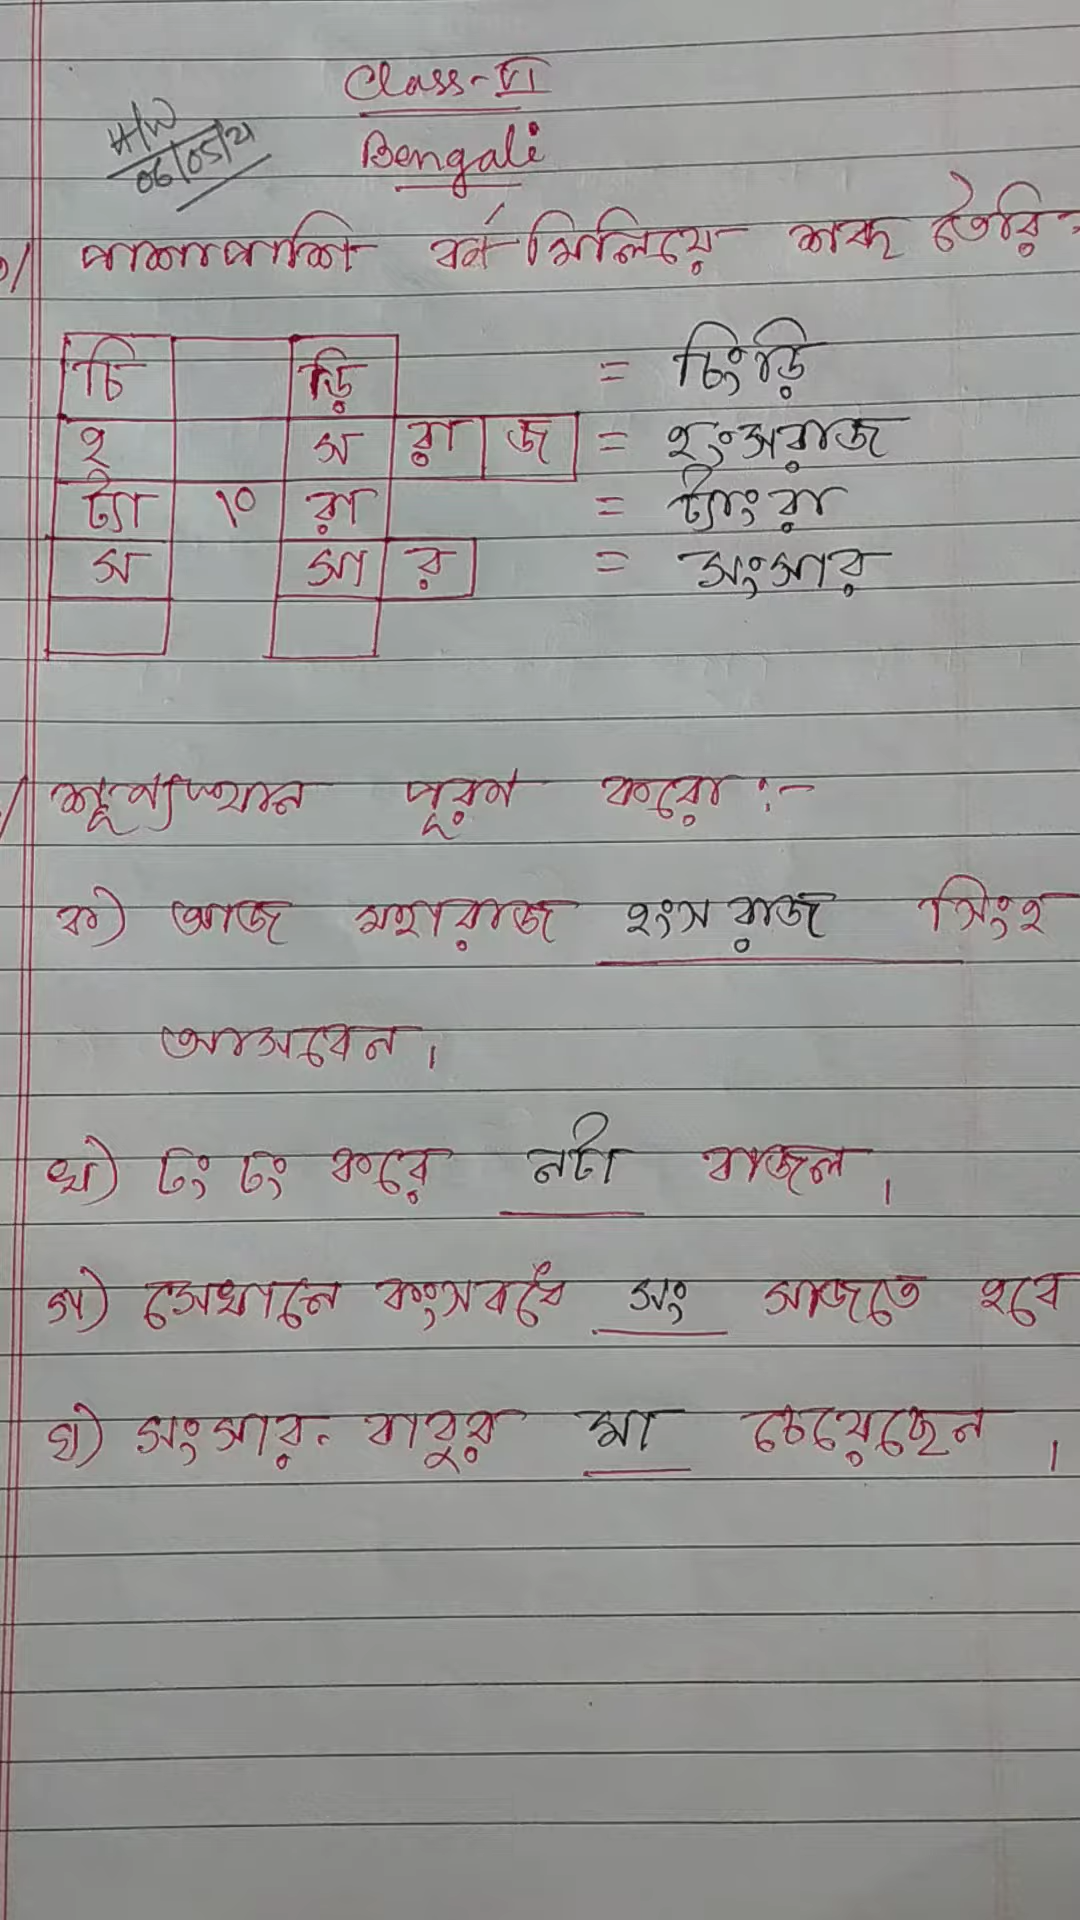 Class-VI
H/W
06/05/21
Bengali
পাশাপাশি বর্ণ মিলিয়ে শব্দ তৈরি
চি ড়ি = চিংড়ি
হ স রা জ = হংসরাজ
ট্যা ং রা = ট্যাংরা
স সা র = সংসার
শূণ্যস্থান পূরণ করো :-
ক) আজ মহারাজ হংসরাজ সিংহ
আসবেন।
খ) ঢং ঢং করে নটা বাজল।
গ) সেখানে কংসবধে সং সাজতে হবে
ঘ) সংসার বাবুর মা চেয়েছেন।